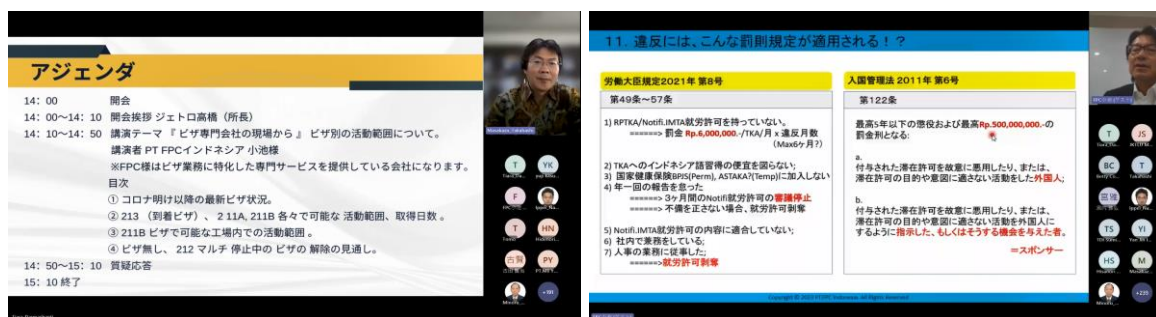 アジェンダ
14：00 開会
14：00～14：10 開会挨拶 ジェトロ高橋（所長）
14：10～14：50 講演テーマ 『 ビザ専門会社の現場から 』 ビザ別の活動範囲について。
講演者 PT FPCインドネシア 小池様
※FPC様はビザ業務に特化した専門サービスを提供している会社になります。
目次
① コロナ明け以降の最新ビザ状況。
② 213 （到着ビザ）、 2 11A, 211B 各々で可能な 活動範囲、取得日数 。
③ 211B ビザで可能な工場内での活動範囲 。
④ ビザ無し、 212 マルチ 停止中の ビザの 解除の見通し。
14：50～15：10 質疑応答
15：10 終了
T
YK
F
T
HN
古賀
PY
11. 違反には、こんな罰則規定が適用される！？
労働大臣規定2021年 第8号
第49条～57条
1) RPTKA/Notifi.IMTA就労許可を持っていない。
======> 罰金 Rp.6,000,000.-/TKA/月 x 違反月数
(Max6ヶ月?)
2) TKAへのインドネシア語習得の便宜を図らない;
3) 国家健康保険BPJS(Perm), ASTAKA?(Temp)に加入しない
4) 年一回の報告を怠った
======> 3ヶ月間のNotifi就労許可の審議停止
======> 不備を正さない場合、就労許可剥奪
5) Notifi.IMTA就労許可の内容に適合していない;
6) 社内で兼務をしている;
7) 人事の業務に従事した;
======>就労許可剥奪
入国管理法 2011年 第6号
第122条
最高5年以下の懲役および最高Rp.500,000,000.-の
罰金刑となる:
a.
付与された滞在許可を故意に悪用したり、または、
滞在許可の目的や意図に適さない活動をした外国人;
b.
付与された滞在許可を故意に悪用したり、または、
滞在許可の目的や意図に適さない活動を外国人に
するように指示した、もしくはそうする機会を与えた者。
＝スポンサー
T
JS
BC
T
TS
YI
HS
M
+235